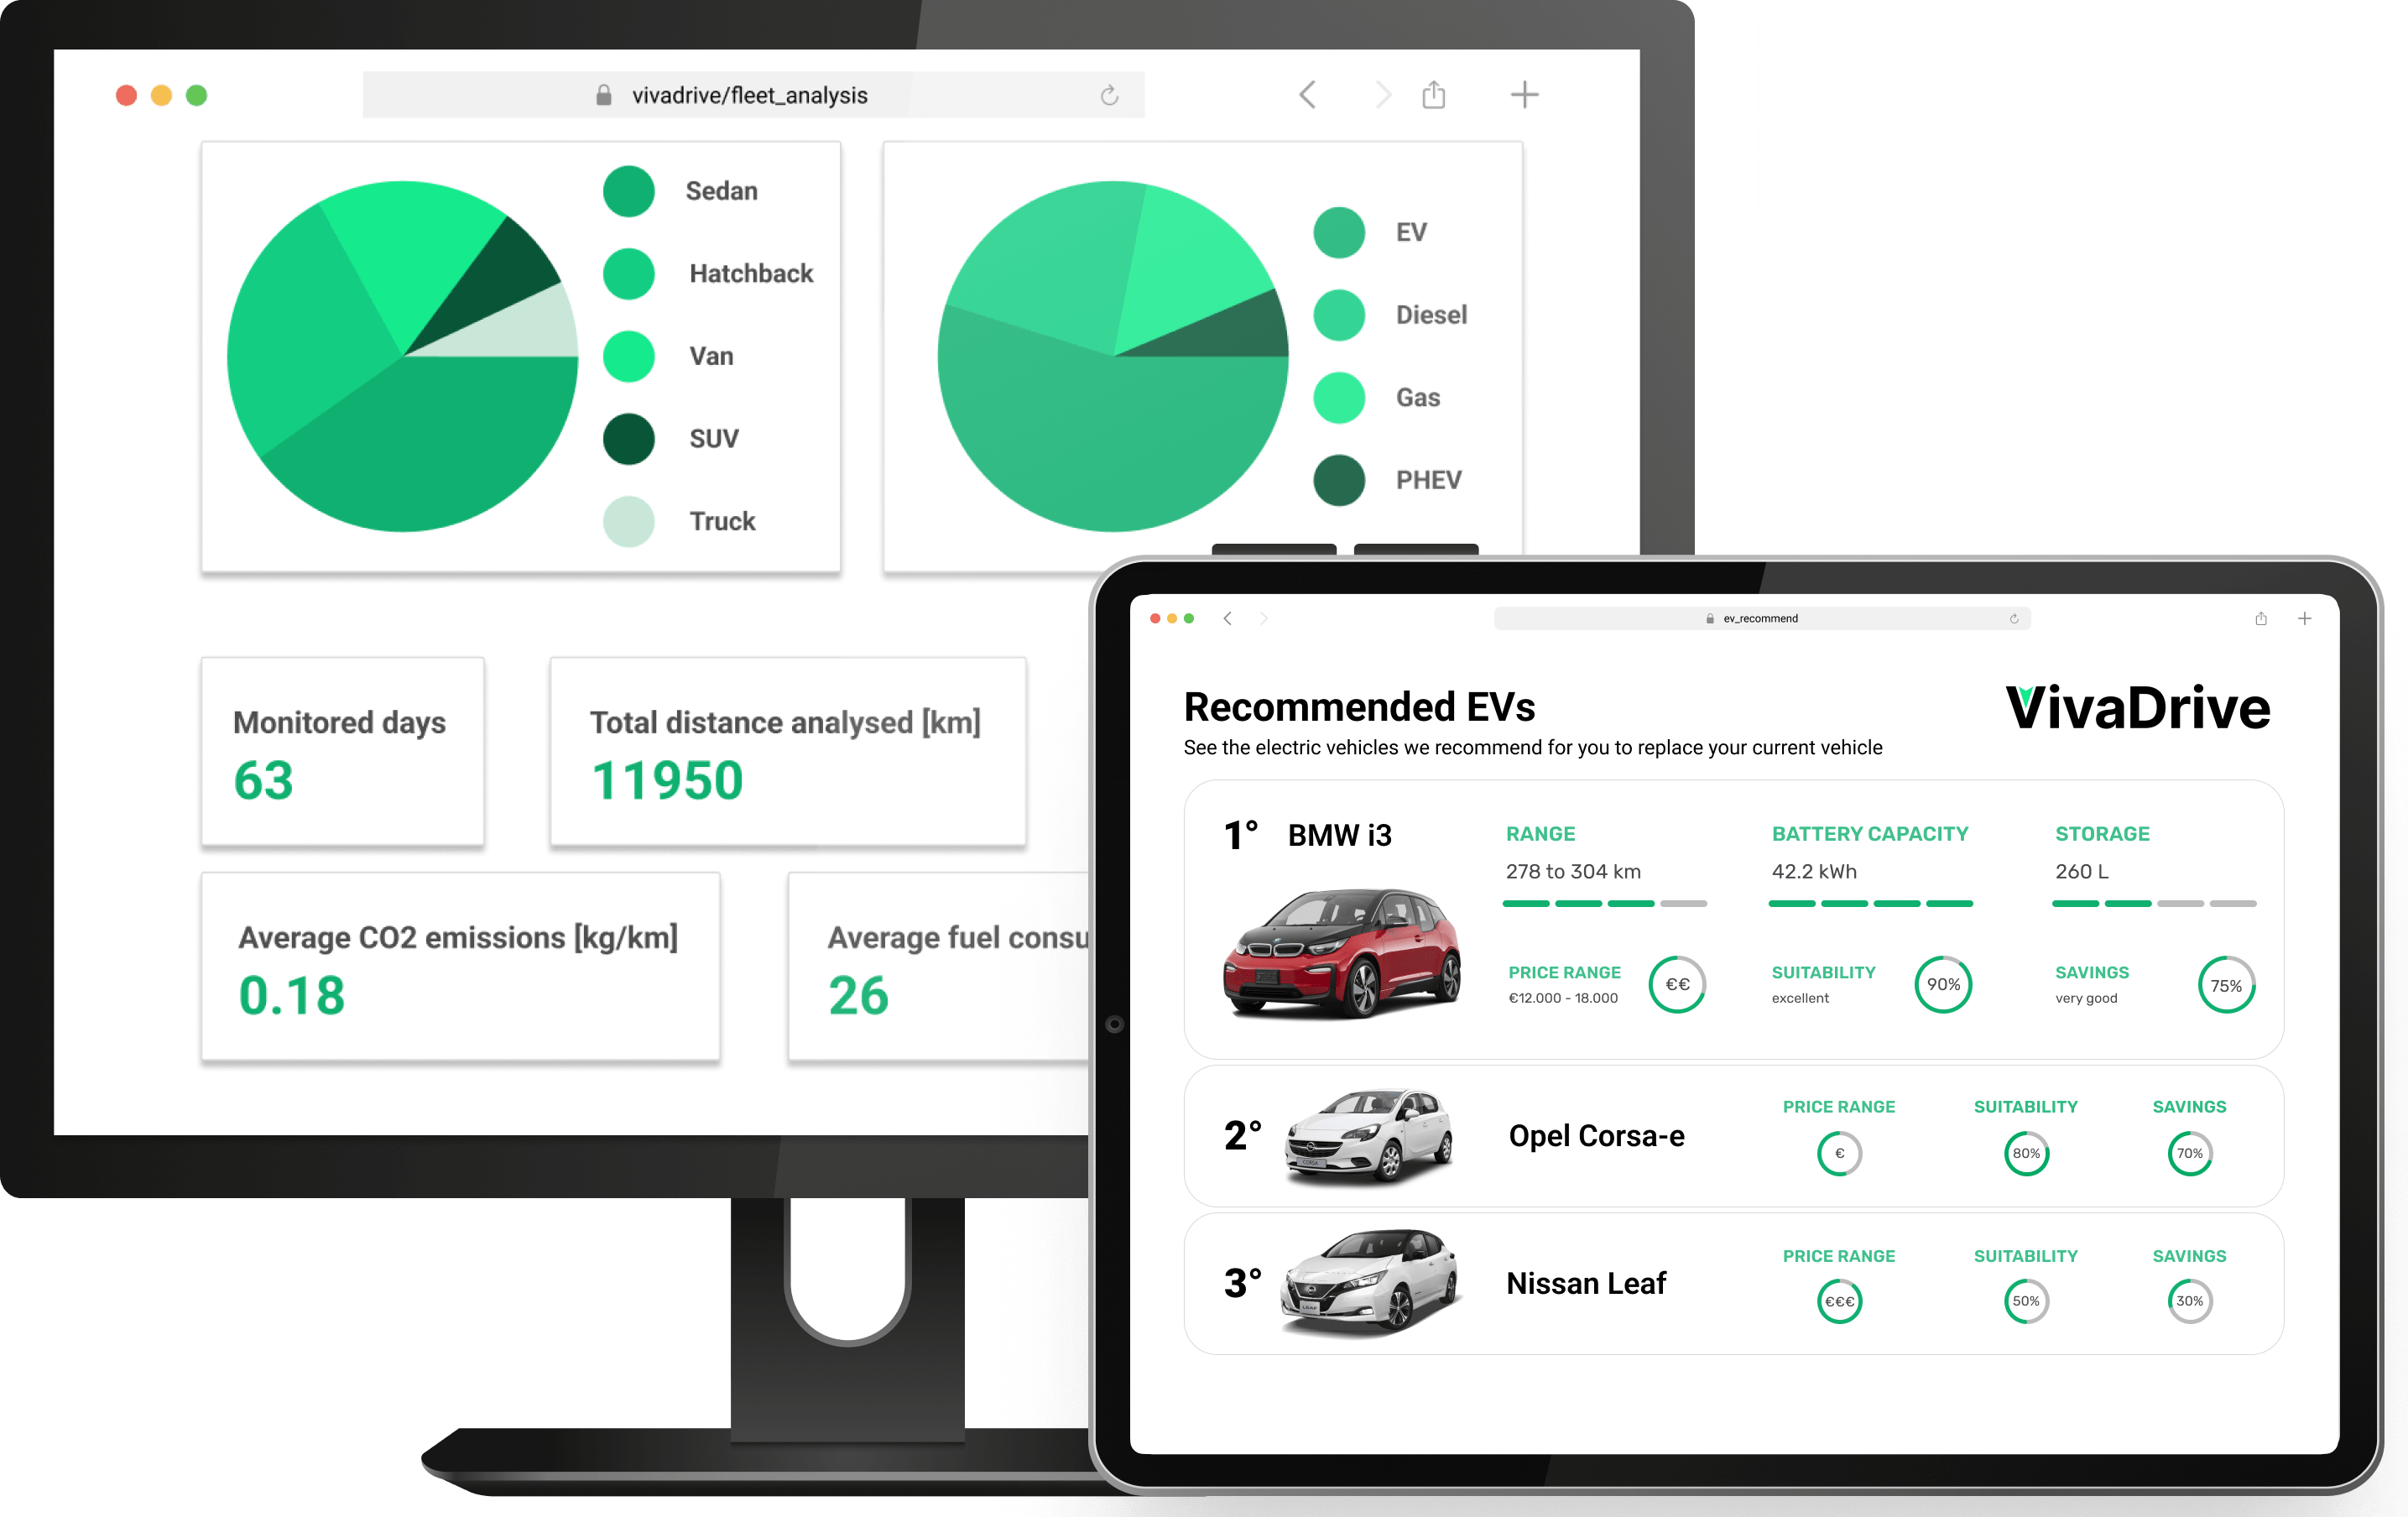 vivadrive/fleet_analysis
Sedan
Hatchback
Van
SUV
Truck
EV
Diesel
Gas
PHEV
Monitored days
63
Total distance analysed [km]
11950
Average CO2 emissions [kg/km]
0.18
Average fuel consu
26
ev_recommend
Recommended EVs
VivaDrive
See the electric vehicles we recommend for you to replace your current vehicle
1° BMW i3
RANGE
278 to 304 km
BATTERY CAPACITY
42.2 kWh
STORAGE
260 L
PRICE RANGE
€12.000 - 18.000
€€
SUITABILITY
excellent
90%
SAVINGS
very good
75%
2°
CORSA
Opel Corsa-e
PRICE RANGE
€
SUITABILITY
80%
SAVINGS
70%
3°
LEAF
Nissan Leaf
PRICE RANGE
€€€
SUITABILITY
50%
SAVINGS
30%